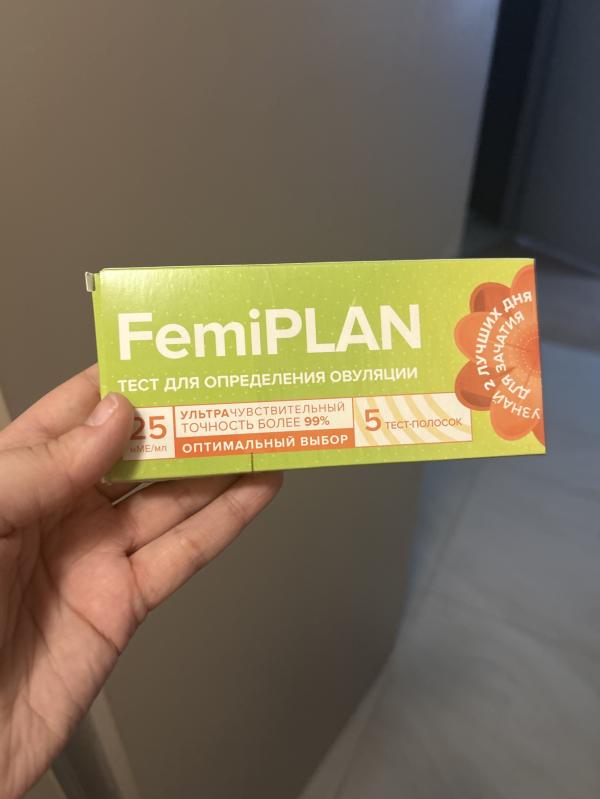 FemiPLAN
ТЕСТ ДЛЯ ОПРЕДЕЛЕНИЯ ОВУЛЯЦИИ
25
мМЕ/мл
УЛЬТРАЧУВСТВИТЕЛЬНЫЙ
ТОЧНОСТЬ БОЛЕЕ 99%
ОПТИМАЛЬНЫЙ ВЫБОР
5 ТЕСТ-ПОЛОСОК
УЗНАЙ 2 ЛУЧШИХ ДНЯ
ДЛЯ ЗАЧАТИЯ